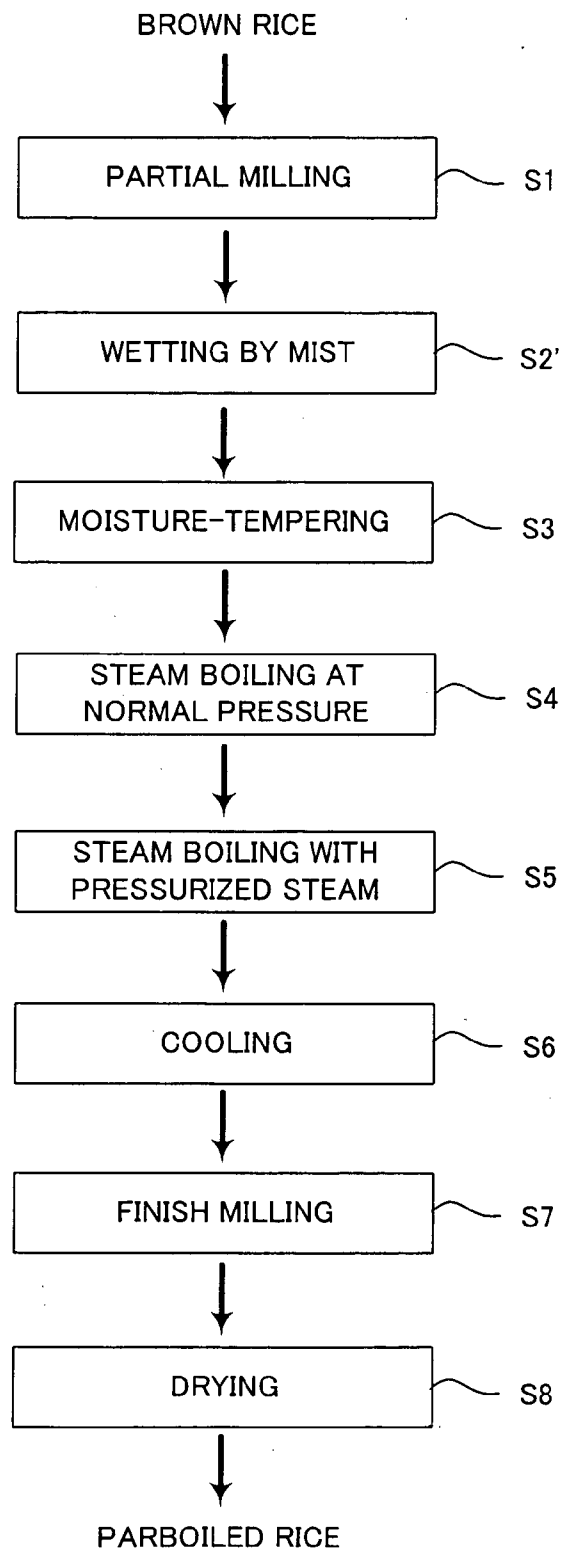 BROWN RICE
PARTIAL MILLING
S1
WETTING BY MIST
S2'
MOISTURE-TEMPERING
S3
STEAM BOILING AT
NORMAL PRESSURE
S4
STEAM BOILING WITH
PRESSURIZED STEAM
S5
COOLING
S6
FINISH MILLING
S7
DRYING
S8
PARBOILED RICE